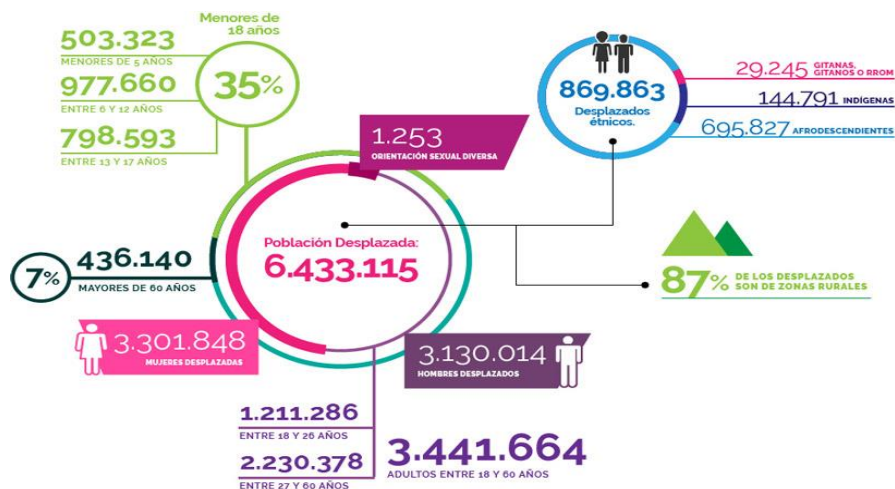 Menores de
18 años
35%
503.323
MENORES DE 5 AÑOS
977.660
ENTRE 6 Y 12 AÑOS
798.593
ENTRE 13 Y 17 AÑOS
1.253
ORIENTACIÓN SEXUAL DIVERSA
869.863
Desplazados
étnicos.
29.245 GITANAS,
GITANOS O RROM
144.791 INDÍGENAS
695.827 AFRODESCENDIENTES
Población Desplazada:
6.433.115
7%
436.140
MAYORES DE 60 AÑOS
87% DE LOS DESPLAZADOS
SON DE ZONAS RURALES
3.301.848
MUJERES DESPLAZADAS
3.130.014
HOMBRES DESPLAZADOS
1.211.286
ENTRE 18 Y 26 AÑOS
2.230.378
ENTRE 27 Y 60 AÑOS
3.441.664
ADULTOS ENTRE 18 Y 60 AÑOS